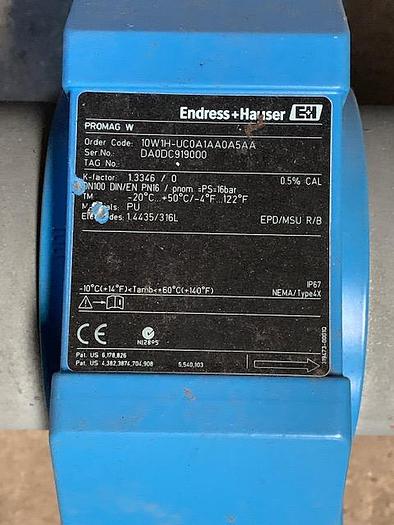 Endress+Hauser EH
PROMAG W
Order Code: 10W1H-UC0A1AA0A5AA
Ser.No.: DA0DC919000
TAG No.:
K-factor: 1.3346 / 0 0.5% CAL
DN100 DIN/EN PN16 / pnom =PS=16bar
TM -20°C...+50°C/-4°F...122°F
PU
1.4435/316L EPD/MSU R/B
-10°C(+14°F)<Tamb<+60°C(+140°F) IP67
NEMA/Type4X
CE N12895
Pat. US 6,178,826
Pat. US 4,382,387 4,704,908 5,540,103
319473-0001Q